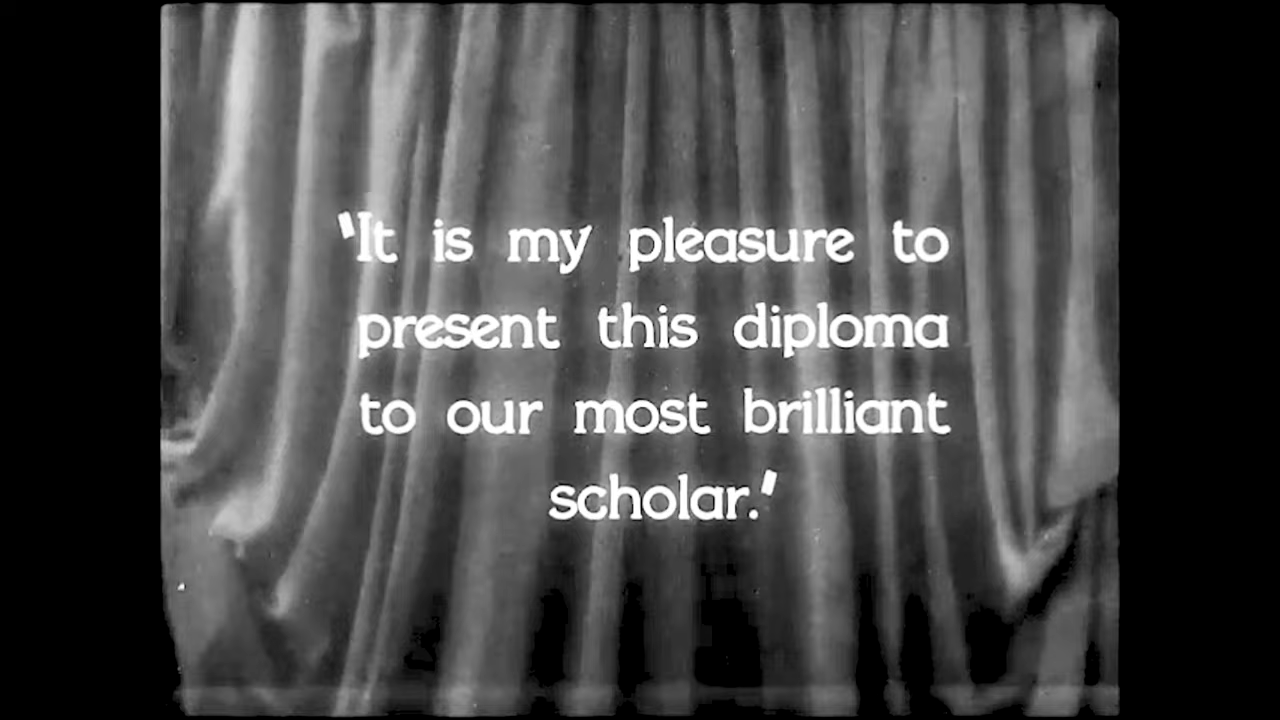 "It is my pleasure to
present this diploma
to our most brilliant
scholar."